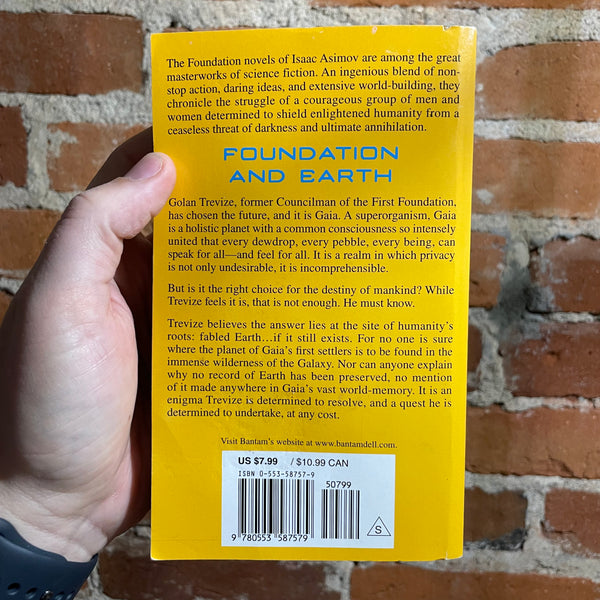 The Foundation novels of Isaac Asimov are among the great
masterworks of science fiction. An ingenious blend of non-
stop action, daring ideas, and extensive world-building, they
chronicle the struggle of a courageous group of men and
women determined to shield enlightened humanity from a
ceaseless threat of darkness and ultimate annihilation.
FOUNDATION
AND EARTH
Golan Trevize, former Councilman of the First Foundation,
has chosen the future, and it is Gaia. A superorganism, Gaia
is a holistic planet with a common consciousness so intensely
united that every dewdrop, every pebble, every being, can
speak for all—and feel for all. It is a realm in which privacy
is not only undesirable, it is incomprehensible.
But is it the right choice for the destiny of mankind? While
Trevize feels it is, that is not enough. He must know.
Trevize believes the answer lies at the site of humanity's
roots: fabled Earth...if it still exists. For no one is sure
where the planet of Gaia's first settlers is to be found in the
immense wilderness of the Galaxy. Nor can anyone explain
why no record of Earth has been preserved, no mention
of it made anywhere in Gaia's vast world-memory. It is an
enigma Trevize is determined to resolve, and a quest he is
determined to undertake, at any cost.
Visit Bantam's website at www.bantamdell.com.
US $7.99 / $10.99 CAN
ISBN 0-553-58757-9
50799
9 780553 587579
S